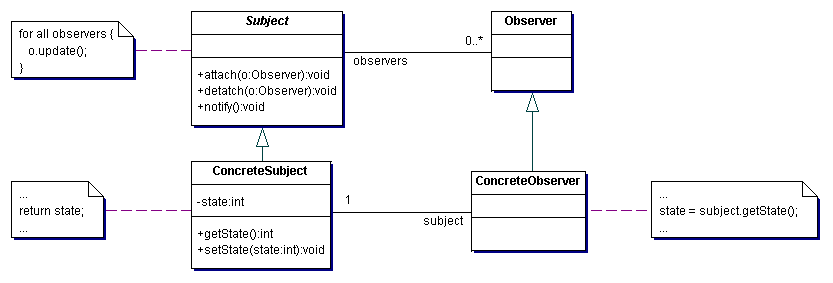 for all observers {
o.update();
}
Subject
+attach(o:Observer):void
+detatch(o:Observer):void
+notify():void
observers
0..*
Observer
...
return state;
...
ConcreteSubject
-state:int
+getState():int
+setState(state:int):void
1
subject
ConcreteObserver
...
state = subject.getState();
...